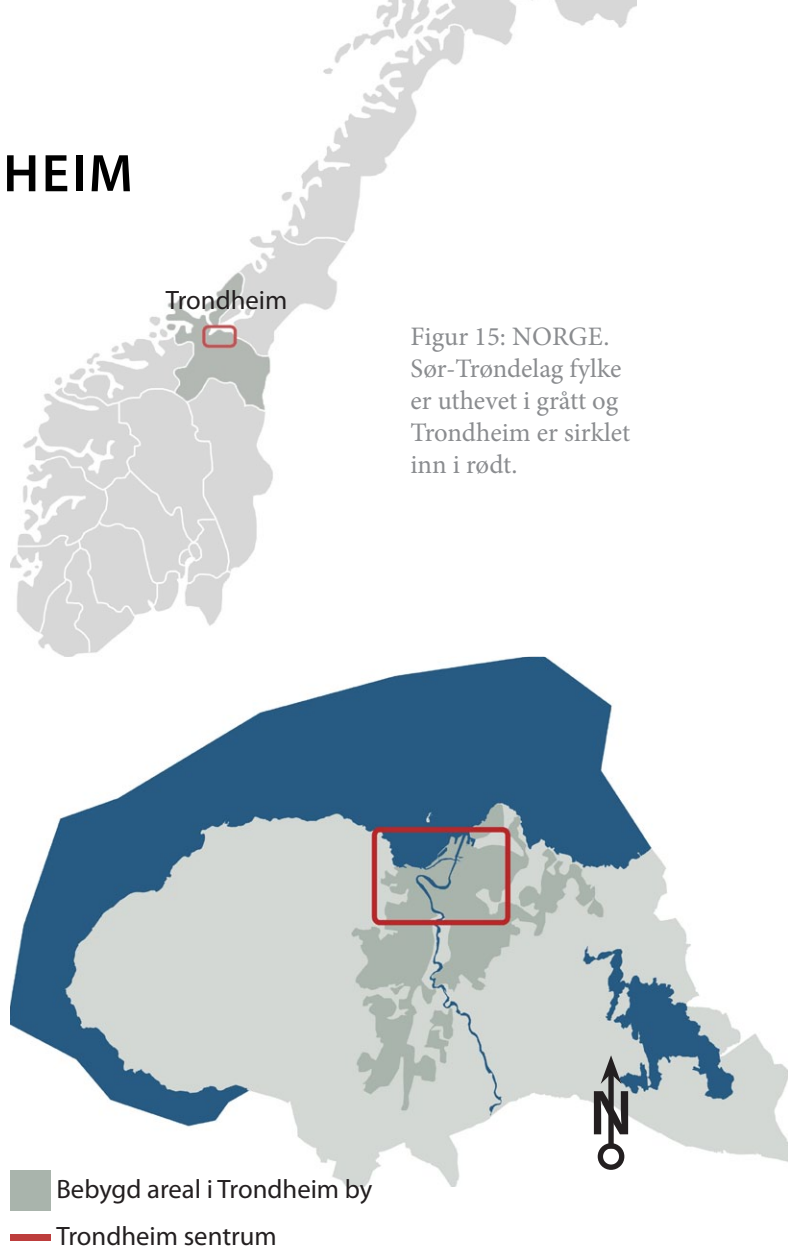 HEIM
Trondheim
Figur 15: NORGE.
Sør-Trøndelag fylke
er uthevet i grått og
Trondheim er sirklet
inn i rødt.
N
Bebygd areal i Trondheim by
Trondheim sentrum